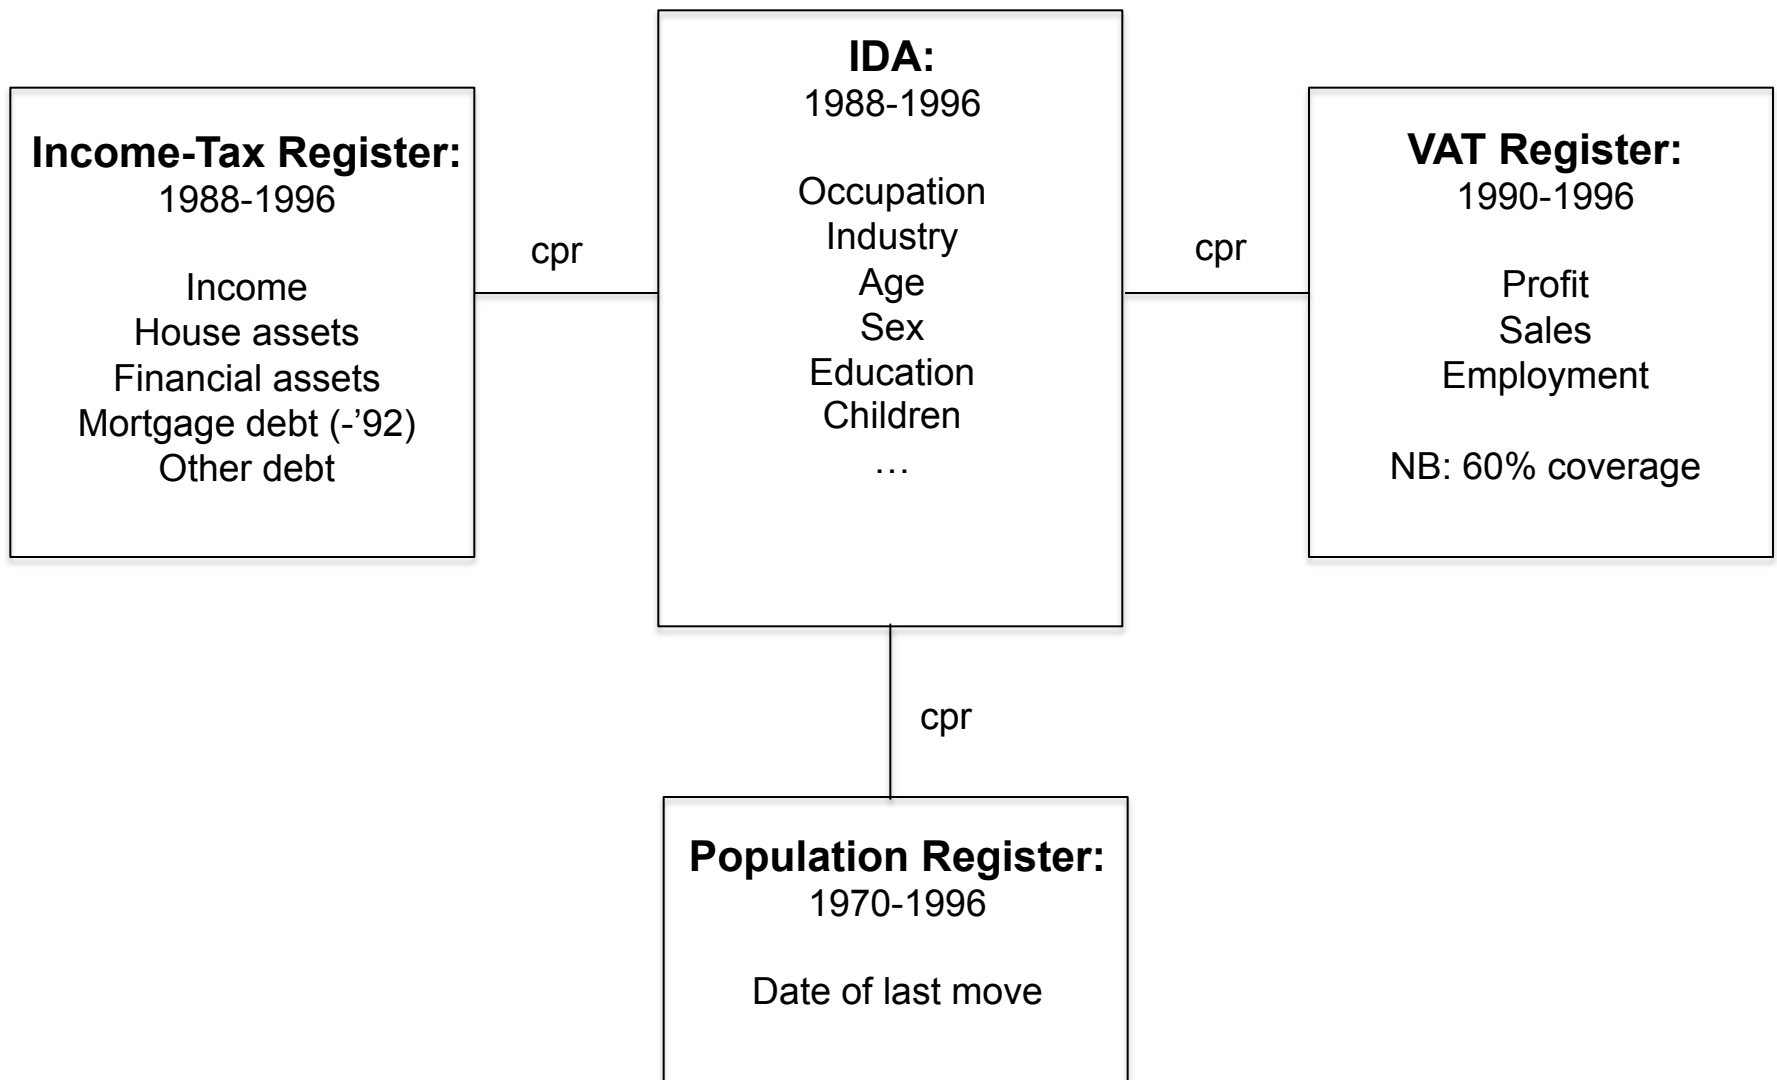 IDA:
1988-1996
Occupation
Industry
Age
Sex
Education
Children
…
Income-Tax Register:
1988-1996
Income
House assets
Financial assets
Mortgage debt (-’92)
Other debt
cpr
cpr
VAT Register:
1990-1996
Profit
Sales
Employment
NB: 60% coverage
cpr
Population Register:
1970-1996
Date of last move